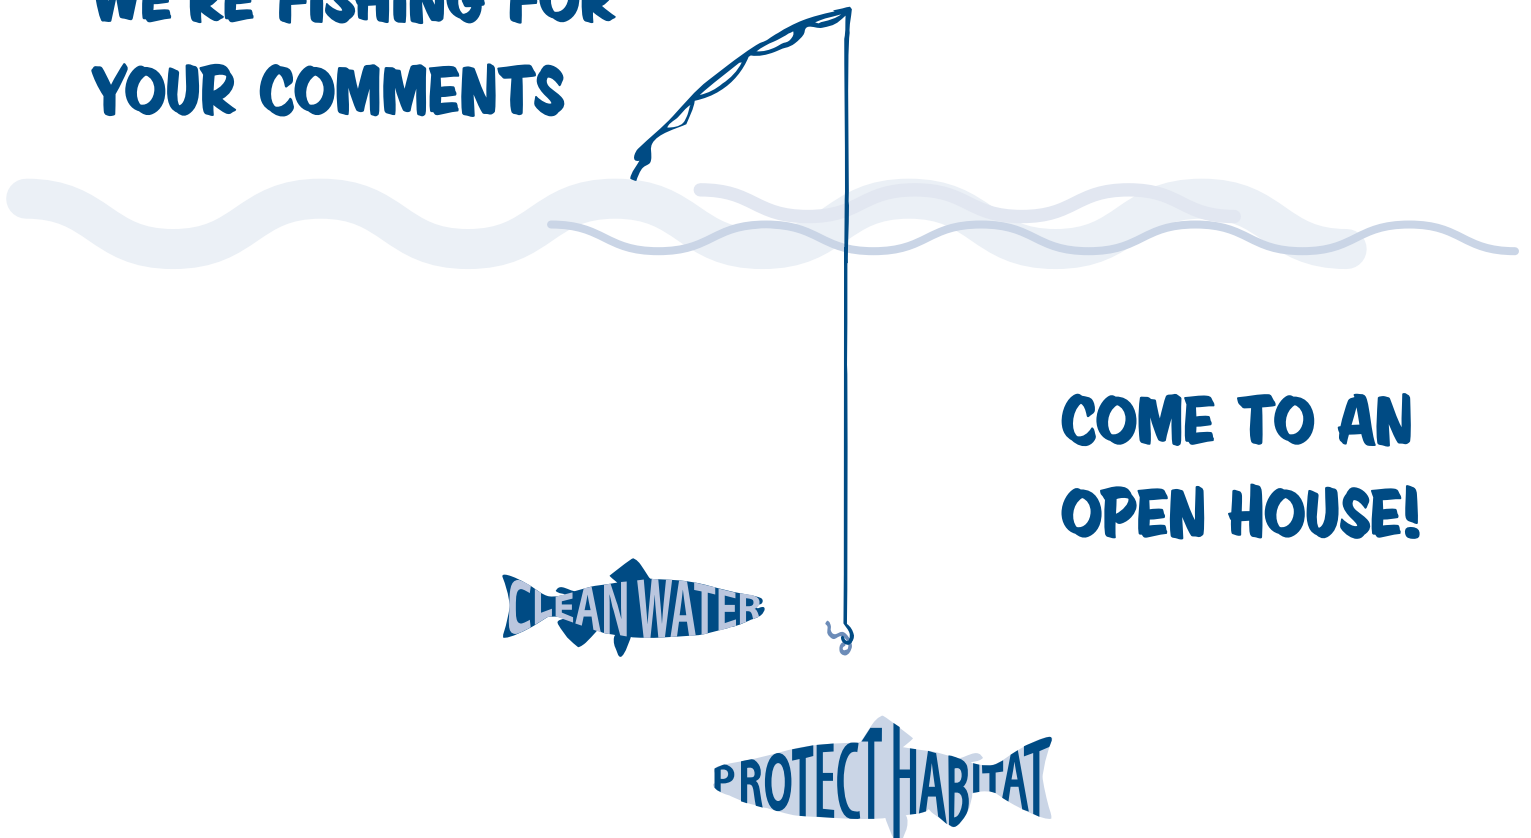 WE'RE FISHING FOR
YOUR COMMENTS
COME TO AN
OPEN HOUSE!
CLEAN WATER
PROTECT HABITAT